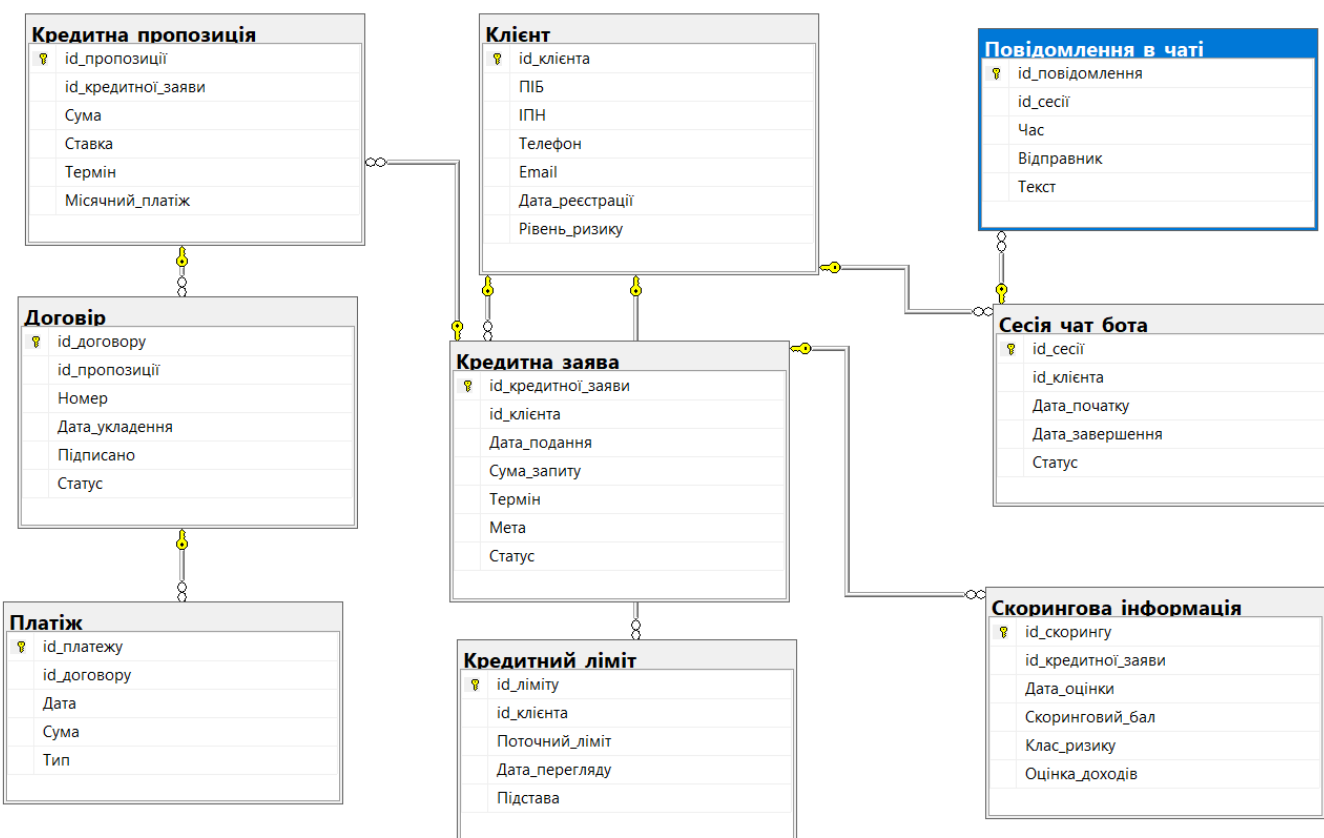 Кредитна пропозиція
id_пропозиції
id_кредитної_заяви
Сума
Ставка
Термін
Місячний_платіж
Клієнт
id_клієнта
ПІБ
ІПН
Телефон
Email
Дата_реєстрації
Рівень_ризику
Повідомлення в чаті
id_повідомлення
id_сесії
Час
Відправник
Текст
Договір
id_договору
id_пропозиції
Номер
Дата_укладення
Підписано
Статус
Кредитна заява
id_кредитної_заяви
id_клієнта
Дата_подання
Сума_запиту
Термін
Мета
Статус
Сесія чат бота
id_сесії
id_клієнта
Дата_початку
Дата_завершення
Статус
Платіж
id_платежу
id_договору
Дата
Сума
Тип
Кредитний ліміт
id_ліміту
id_клієнта
Поточний_ліміт
Дата_перегляду
Підстава
Скорингова інформація
id_скорингу
id_кредитної_заяви
Дата_оцінки
Скоринговий_бал
Клас_ризику
Оцінка_доходів